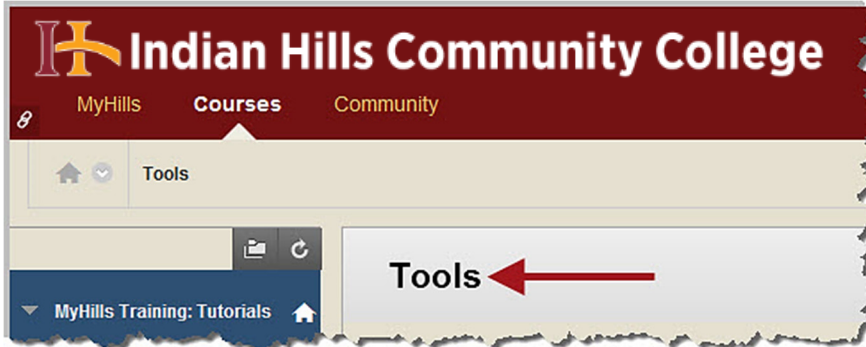 Indian Hills Community College
MyHills Courses Community
Tools
Tools
MyHills Training: Tutorials